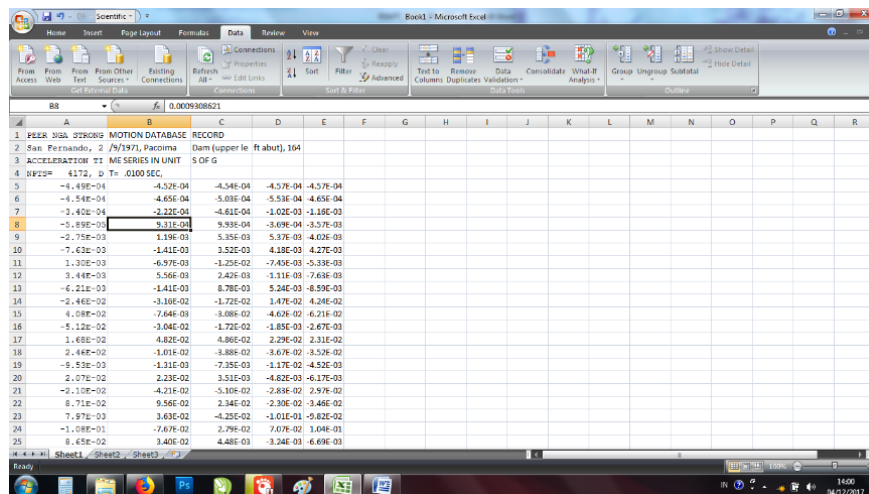 Scientific
Book1 - Microsoft Excel
Home Insert Page Layout Formulas Data Review View
From Access From Web From Text From Other Sources Existing Connections Refresh All Connections Properties Edit Links Sort Filter Clear Reapply Advanced Text to Columns Remove Duplicates Data Validation Consolidate What-If Analysis Group Ungroup Subtotal Show Detail Hide Detail
Get External Data Connections Sort & Filter Data Tools Outline
B8 fx 0.0009308621
A B C D E F G H I J K L M N O P Q R
1 PEER NGA STRONG MOTION DATABASE RECORD
2 San Fernando, 2 /9/1971, Pacoima Dam (upper le ft abut), 164
3 ACCELERATION TI ME SERIES IN UNIT S OF G
4 NPTS= 4172, D T= .0100 SEC,
5 -4.49E-04 -4.52E-04 -4.54E-04 -4.57E-04 -4.57E-04
6 -4.54E-04 -4.65E-04 -5.03E-04 -5.53E-04 -4.65E-04
7 -3.40E-04 -2.22E-04 -4.61E-04 -1.02E-03 -1.16E-03
8 -5.89E-05 9.31E-04 9.93E-04 -3.69E-04 -3.57E-03
9 -2.75E-03 1.19E-03 5.35E-03 5.37E-03 -4.02E-03
10 -7.63E-03 -1.41E-03 3.52E-03 4.18E-03 4.27E-03
11 1.30E-03 -6.97E-03 -1.25E-02 -7.45E-03 -5.33E-03
12 3.44E-03 5.56E-03 2.42E-03 -1.11E-03 -7.63E-03
13 -6.21E-03 -1.41E-03 8.78E-03 5.24E-03 -8.59E-03
14 -2.46E-02 -3.16E-02 -1.72E-02 1.47E-02 4.24E-02
15 4.08E-02 -7.64E-03 -3.08E-02 -4.62E-02 -6.21E-02
16 -5.12E-02 -3.04E-02 -1.72E-02 -1.85E-03 -2.67E-03
17 1.68E-02 4.82E-02 4.86E-02 2.29E-02 2.31E-02
18 2.46E-02 -1.01E-02 -3.88E-02 -3.67E-02 -3.52E-02
19 -9.53E-03 -1.31E-03 -7.35E-03 -1.17E-02 -4.52E-03
20 2.07E-02 2.23E-02 3.51E-03 -4.82E-03 -6.17E-03
21 -2.10E-02 -4.21E-02 -5.10E-02 -2.83E-02 2.97E-02
22 8.71E-02 9.56E-02 2.34E-02 -2.30E-02 -3.46E-02
23 7.97E-03 3.63E-02 -4.25E-02 -1.01E-01 -9.82E-02
24 -1.08E-01 -7.67E-02 2.79E-02 7.07E-02 1.04E-01
25 8.65E-02 3.40E-02 4.48E-03 -3.24E-03 -6.69E-03
Sheet1 Sheet2 Sheet3
Ready 100%
Ps IN 14:00
04/12/2017